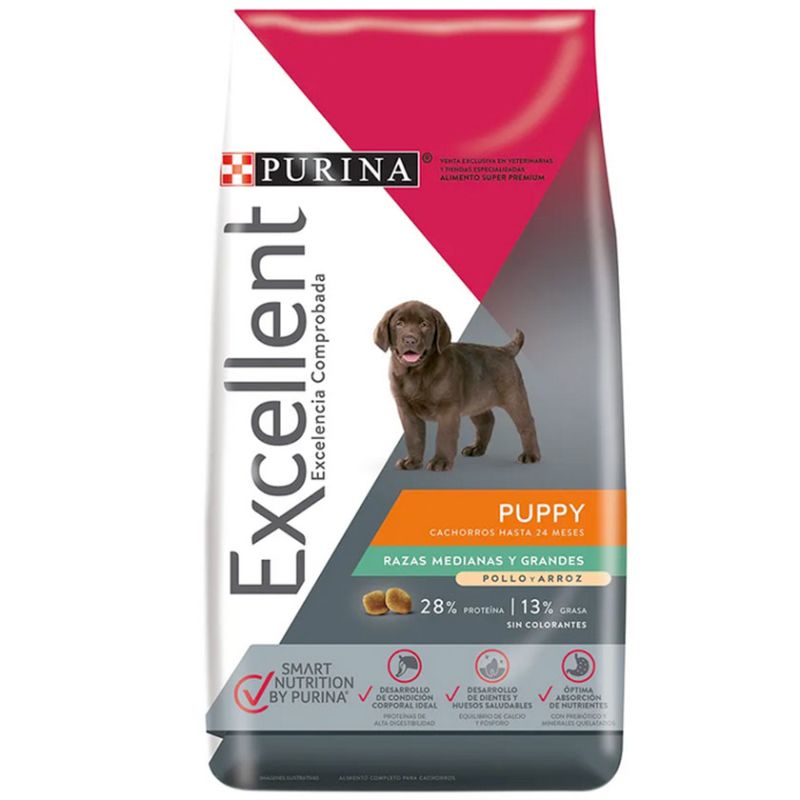 PURINA®
VENTA EXCLUSIVA EN VETERINARIAS
Y TIENDAS ESPECIALIZADAS
ALIMENTO SUPER PREMIUM
Excellent
Excelencia Comprobada
PUPPY
CACHORROS HASTA 24 MESES
RAZAS MEDIANAS Y GRANDES
POLLO Y ARROZ
28% PROTEÍNA | 13% GRASA
SIN COLORANTES
SMART
NUTRITION
BY PURINA®
DESARROLLO
DE CONDICIÓN
CORPORAL IDEAL
PROTEÍNAS DE
ALTA DIGESTIBILIDAD
DESARROLLO
DE DIENTES Y
HUESOS SALUDABLES
EQUILIBRIO DE CALCIO
Y FÓSFORO
ÓPTIMA
ABSORCIÓN
DE NUTRIENTES
CON PREBIÓTICO Y
MINERALES QUELATADOS
IMÁGENES ILUSTRATIVAS
ALIMENTO COMPLETO PARA CACHORROS